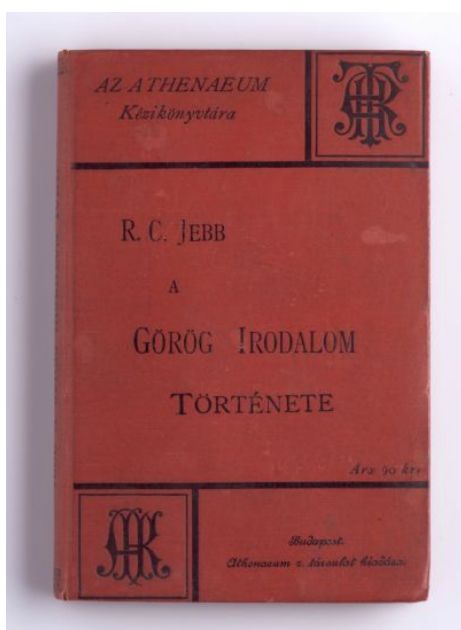 AZ ATHENAEUM
Kézikönyvtára
R. C. JEBB
A
GÖRÖG IRODALOM
TÖRTÉNETE
Ára 90 kr.
Budapest.
Athenaeum r. társulat kiadása.